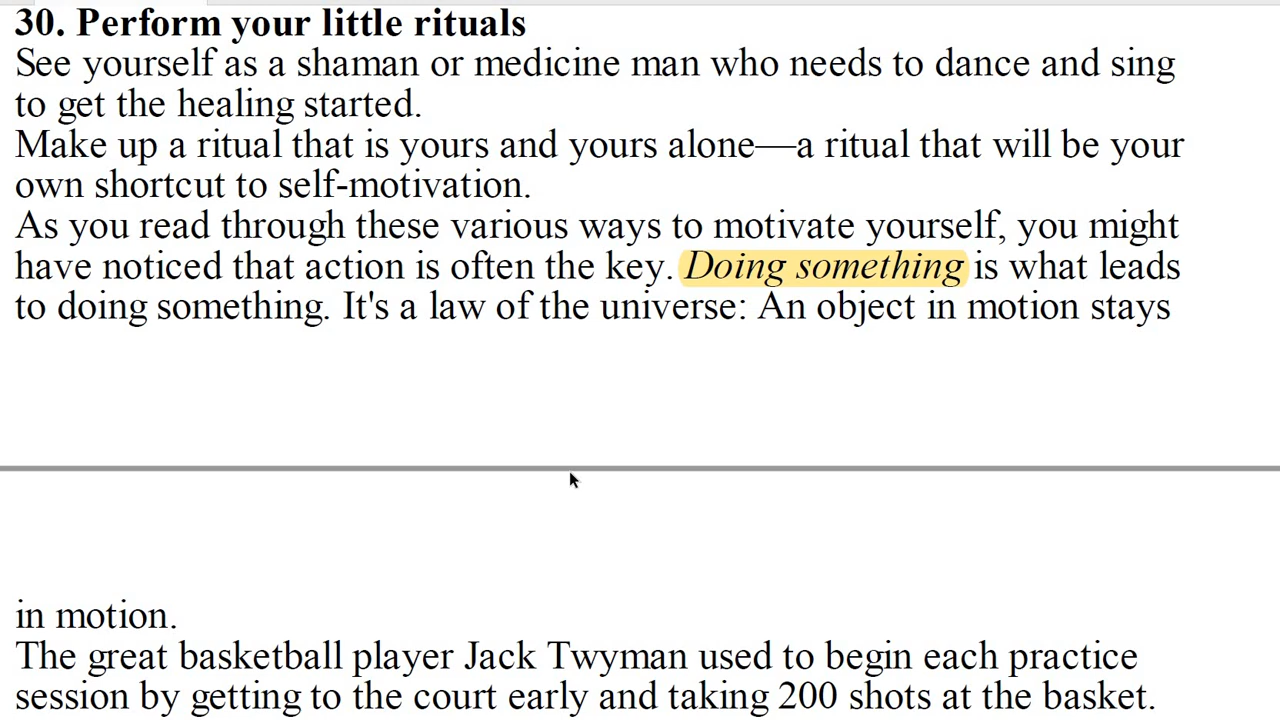 30. Perform your little rituals
See yourself as a shaman or medicine man who needs to dance and sing
to get the healing started.
Make up a ritual that is yours and yours alone—a ritual that will be your
own shortcut to self-motivation.
As you read through these various ways to motivate yourself, you might
have noticed that action is often the key. Doing something is what leads
to doing something. It's a law of the universe: An object in motion stays
in motion.
The great basketball player Jack Twyman used to begin each practice
session by getting to the court early and taking 200 shots at the basket.